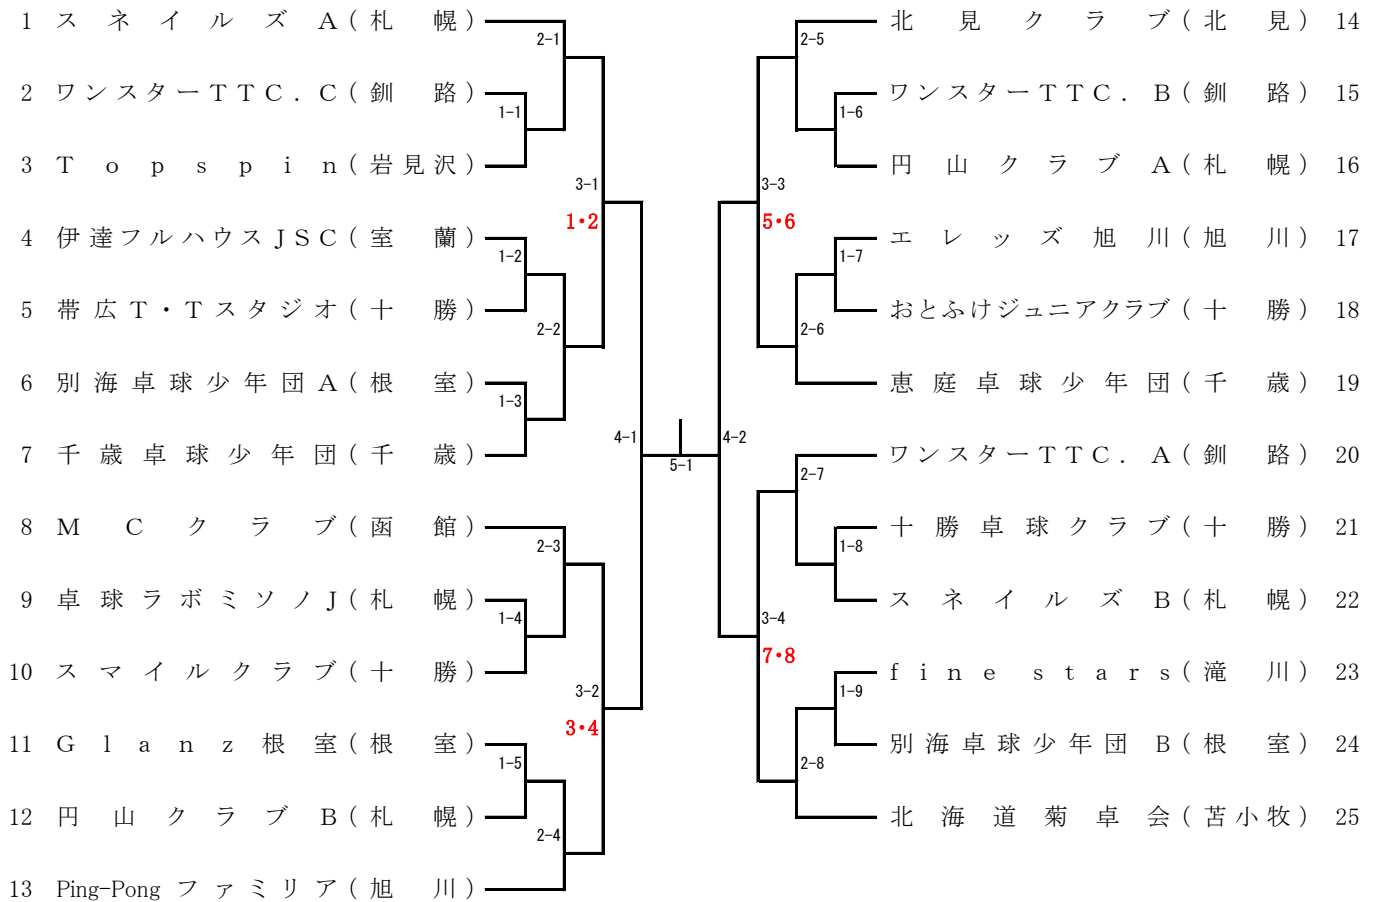 1 スネイルズA(札幌)
2-1
2 ワンスターTTC.C(釧路)
1-1
3 Topspin(岩見沢)
3-1
1・2
4 伊達フルハウスJSC(室蘭)
1-2
5 帯広T・Tスタジオ(十勝)
2-2
6 別海卓球少年団A(根室)
1-3
7 千歳卓球少年団(千歳)
4-1
8 MCクラブ(函館)
2-3
9 卓球ラボミソノJ(札幌)
1-4
10 スマイルクラブ(十勝)
3-2
3・4
11 Glanz根室(根室)
1-5
12 円山クラブB(札幌)
2-4
13 Ping-Pongファミリア(旭川)
5-1
北見クラブ(北見) 14
2-5
ワンスターTTC.B(釧路) 15
1-6
円山クラブA(札幌) 16
3-3
5・6
エレッズ旭川(旭川) 17
1-7
おとふけジュニアクラブ(十勝) 18
2-6
恵庭卓球少年団(千歳) 19
4-2
ワンスターTTC.A(釧路) 20
2-7
十勝卓球クラブ(十勝) 21
1-8
スネイルズB(札幌) 22
3-4
7・8
fine stars(滝川) 23
1-9
別海卓球少年団B(根室) 24
2-8
北海道菊卓会(苫小牧) 25